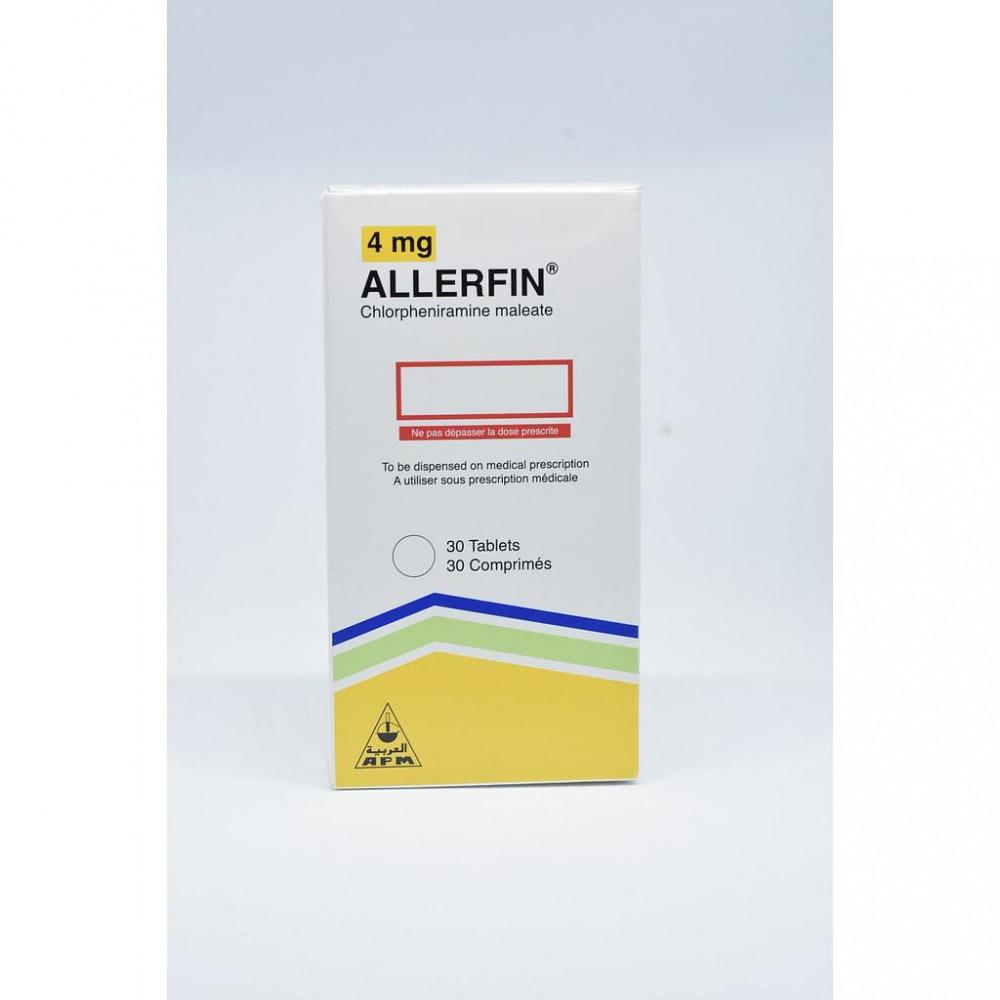 4 mg
ALLERFIN®
Chlorpheniramine maleate
Ne pas dépasser la dose prescrite
To be dispensed on medical prescription
A utiliser sous prescription médicale
30 Tablets
30 Comprimés
العربية
APM